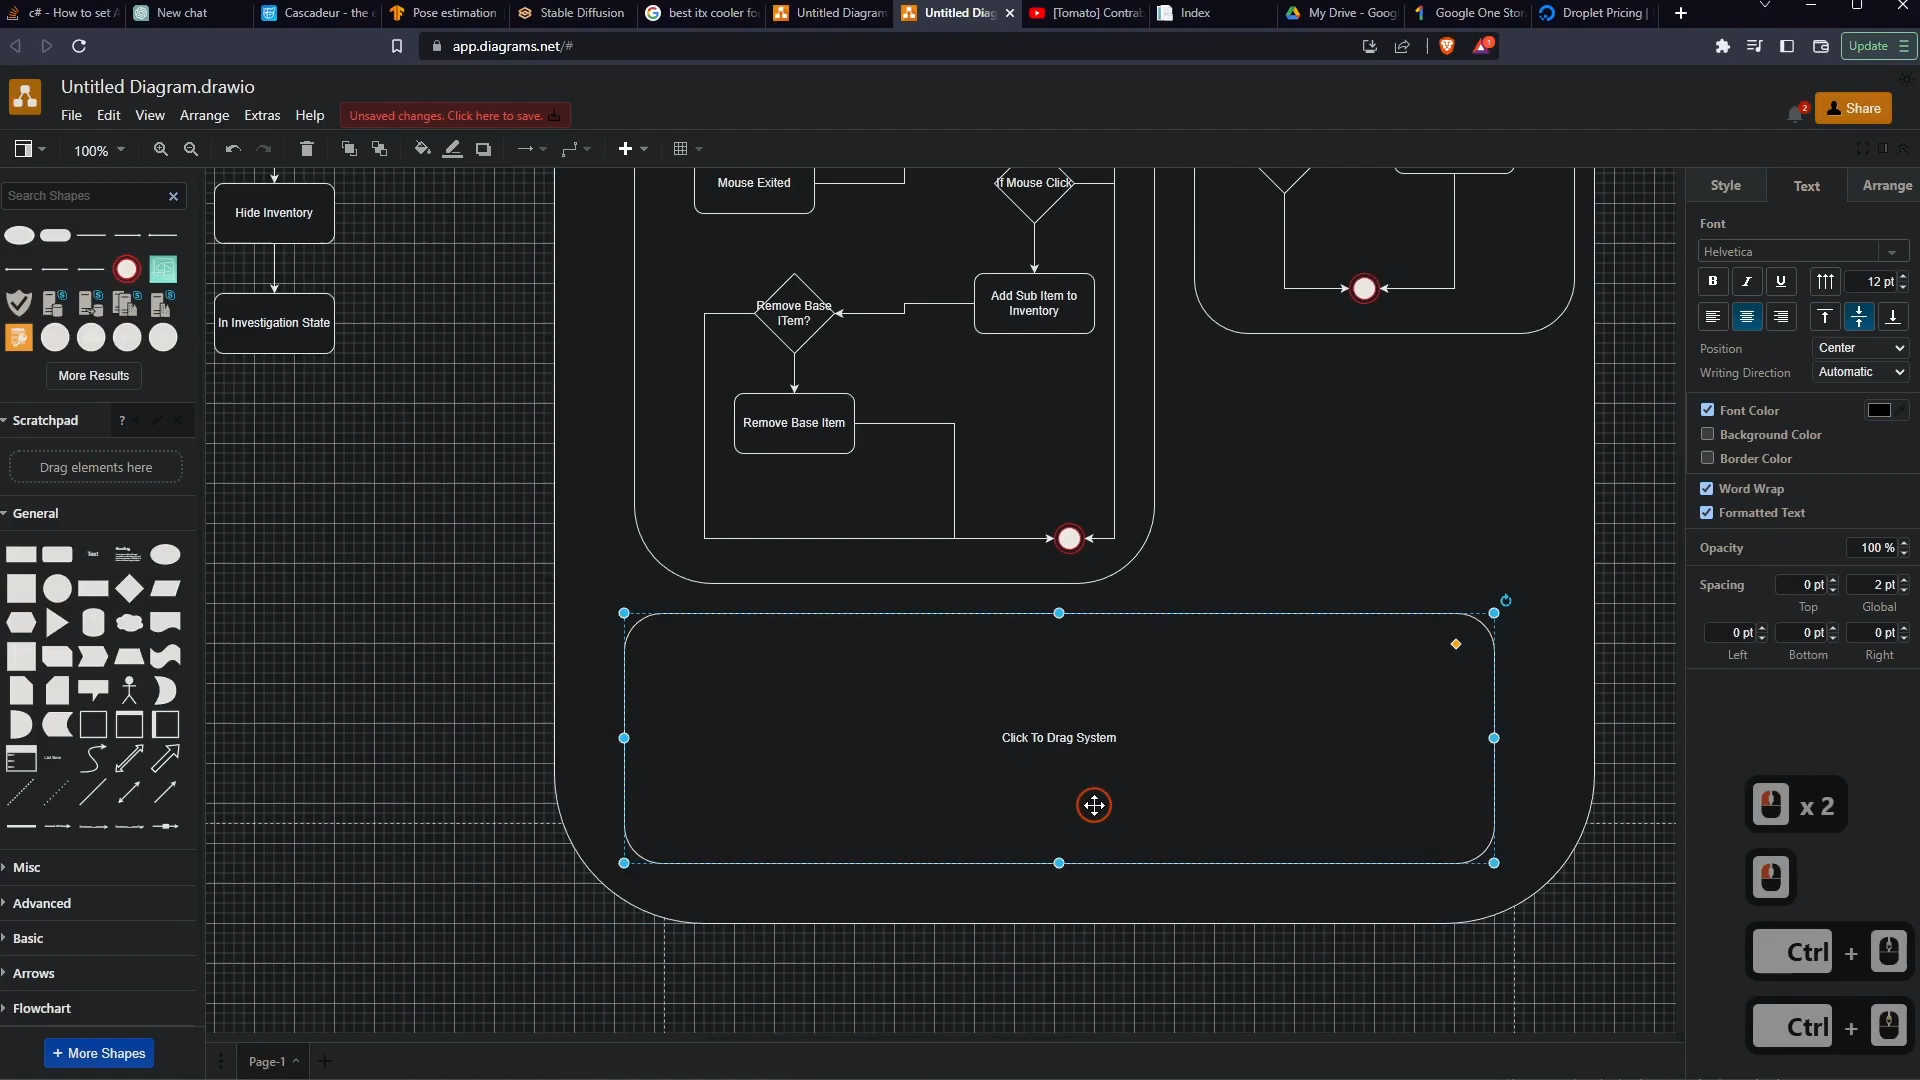 c# - How to set A
New chat
Cascadeur - the e
Pose estimation
Stable Diffusion
best itx cooler fo
Untitled Diagram
Untitled Diag
[Tomato] Contra
Index
My Drive - Goog
Google One Stor
Droplet Pricing |
app.diagrams.net/#
1
Update
Untitled Diagram.drawio
File
Edit
View
Arrange
Extras
Help
Unsaved changes. Click here to save.
2
Share
100%
Search Shapes
More Results
Scratchpad
?
Drag elements here
General
Text
Heading
List Item
Misc
Advanced
Basic
Arrows
Flowchart
+ More Shapes
Hide Inventory
In Investigation State
Mouse Exited
If Mouse Click
Remove Base
ITem?
Add Sub Item to
Inventory
Remove Base Item
Click To Drag System
Page-1
Style
Text
Arrange
Font
Helvetica
B
I
U
12 pt
Position
Center
Writing Direction
Automatic
Font Color
Background Color
Border Color
Word Wrap
Formatted Text
Opacity
100 %
Spacing
0 pt
2 pt
Top
Global
0 pt
0 pt
0 pt
Left
Bottom
Right
x 2
Ctrl +
Ctrl +